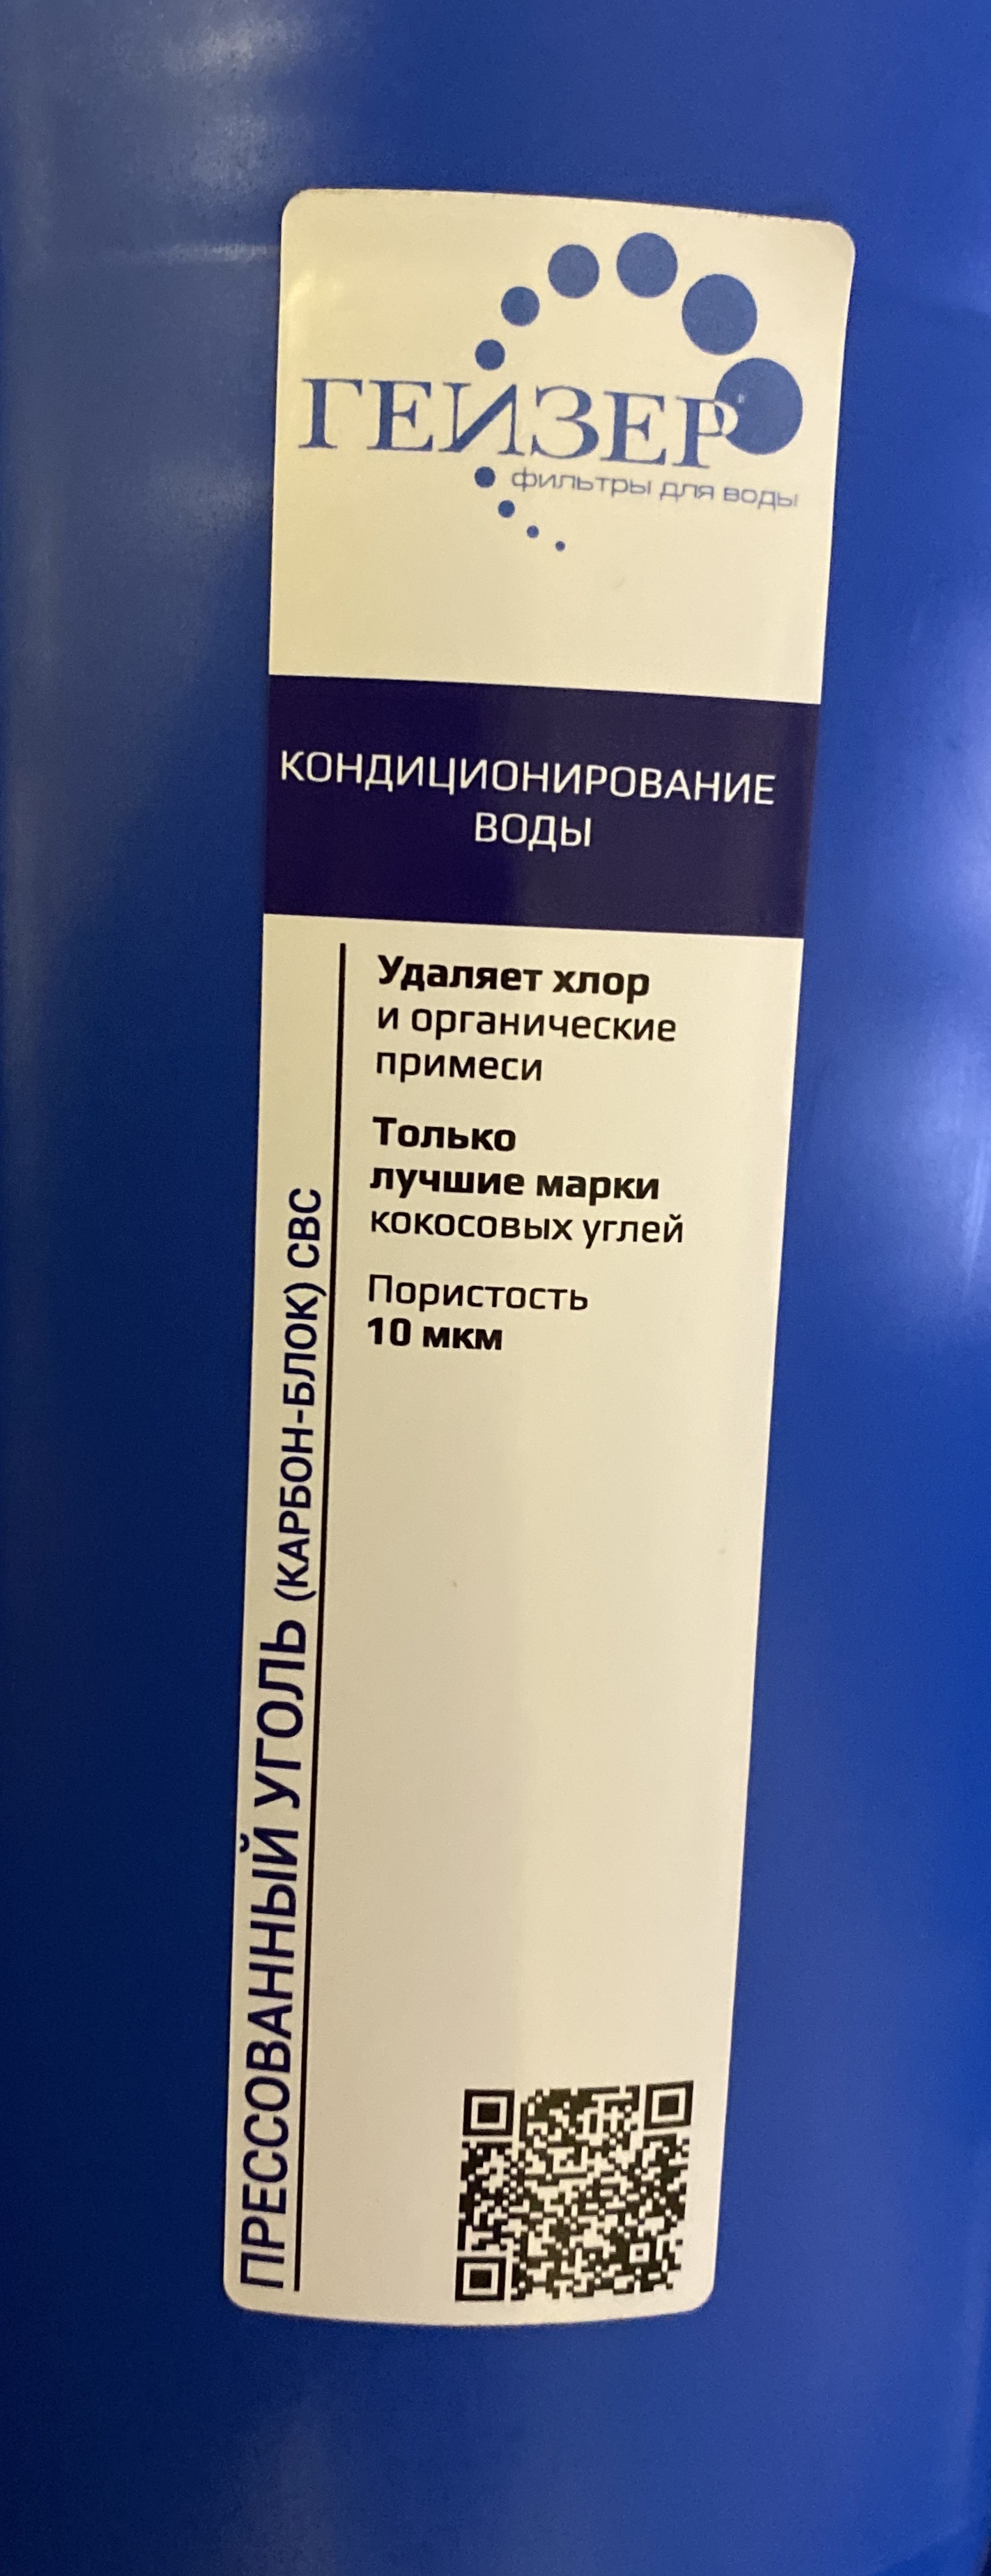 ГЕЙЗЕР
фильтры для воды
КОНДИЦИОНИРОВАНИЕ
ВОДЫ
Удаляет хлор
и органические
примеси
Только
лучшие марки
кокосовых углей
Пористость
10 мкм
ПРЕССОВАННЫЙ УГОЛЬ (КАРБОН-БЛОК) СВС